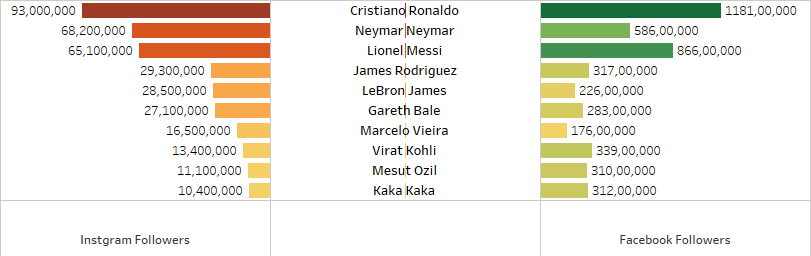 93,000,000 Cristiano Ronaldo 1181,00,000
68,200,000 Neymar Neymar 586,00,000
65,100,000 Lionel Messi 866,00,000
29,300,000 James Rodriguez 317,00,000
28,500,000 LeBron James 226,00,000
27,100,000 Gareth Bale 283,00,000
16,500,000 Marcelo Vieira 176,00,000
13,400,000 Virat Kohli 339,00,000
11,100,000 Mesut Ozil 310,00,000
10,400,000 Kaka Kaka 312,00,000
Instgram Followers Facebook Followers